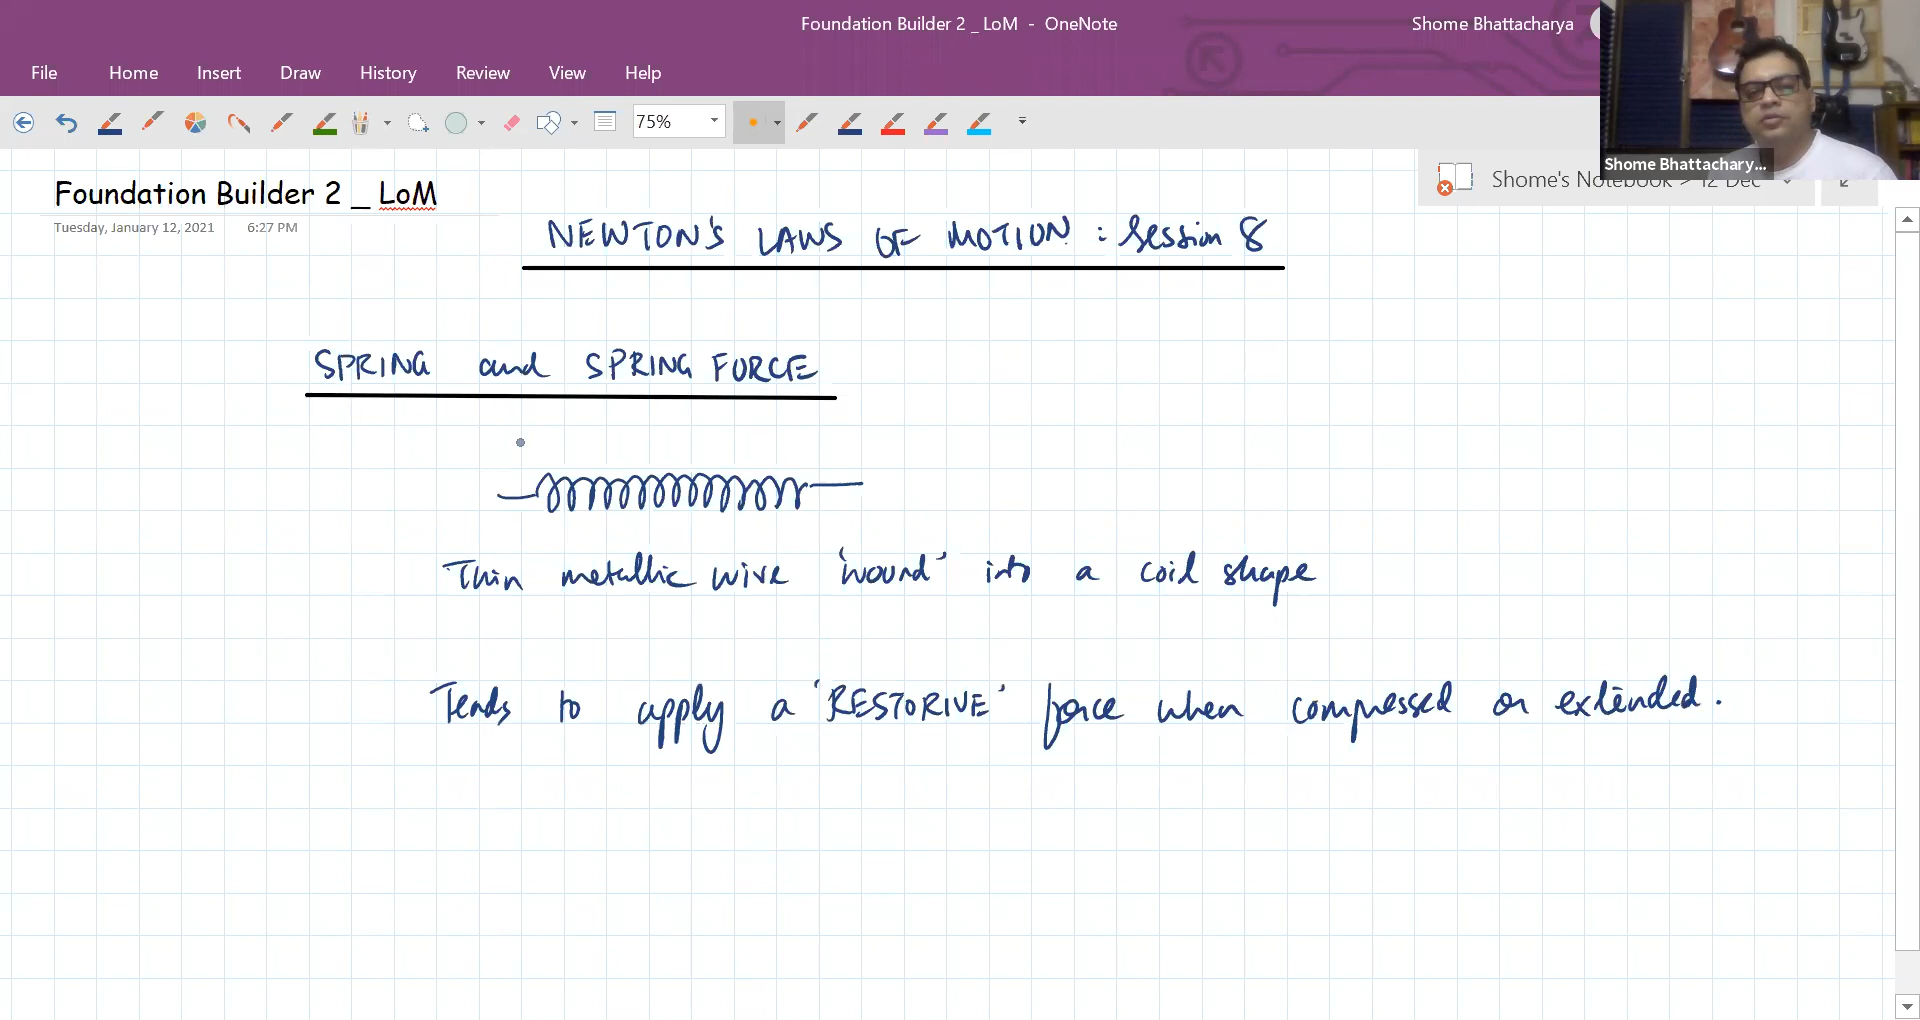 Foundation Builder 2 _ LoM - OneNote
Shome Bhattacharya
File Home Insert Draw History Review View Help
75%
Shome Bhattachary...
Shome's Notebook > 12 Dec
Foundation Builder 2 _ LoM
Tuesday, January 12, 2021 6:27 PM
NEWTON'S LAWS OF MOTION : Session 8
SPRING and SPRING FORCE
Thin metallic wire 'wound' into a coil shape
Tends to apply a 'RESTORIVE' force when compressed or extended.